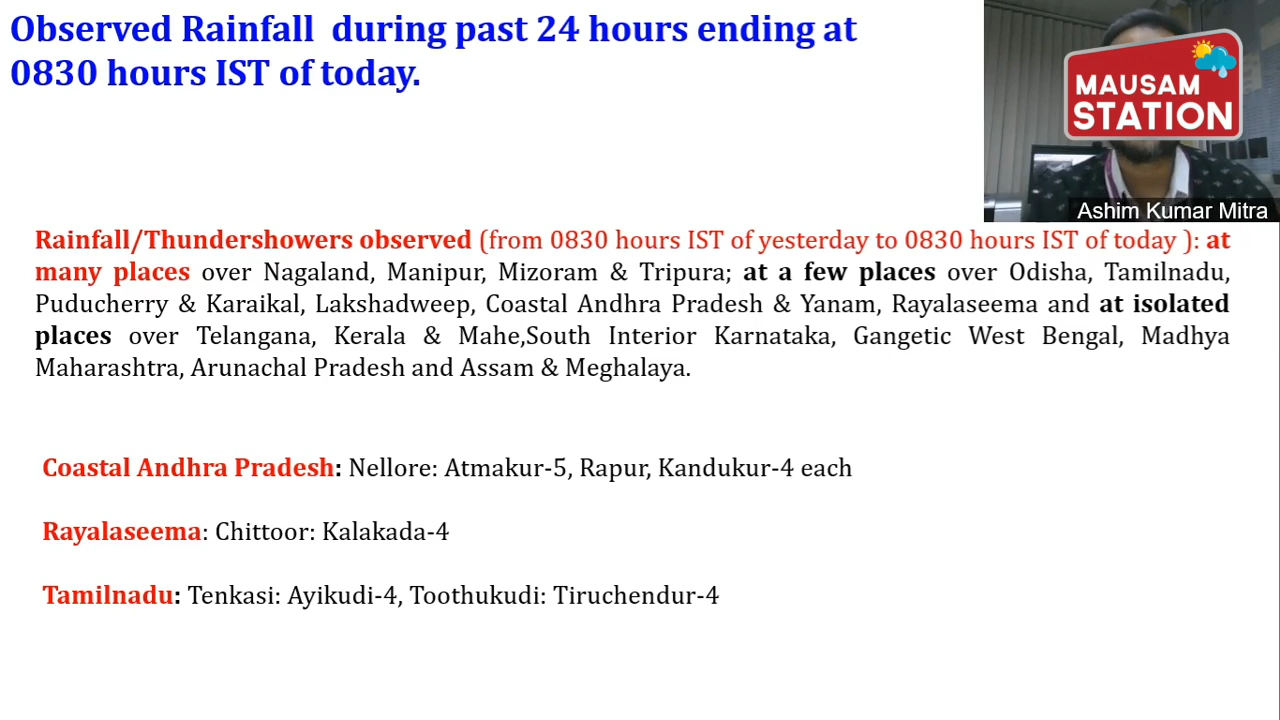 Observed Rainfall during past 24 hours ending at
0830 hours IST of today.
MAUSAM
STATION
Ashim Kumar Mitra
Rainfall/Thundershowers observed (from 0830 hours IST of yesterday to 0830 hours IST of today ): at
many places over Nagaland, Manipur, Mizoram & Tripura; at a few places over Odisha, Tamilnadu,
Puducherry & Karaikal, Lakshadweep, Coastal Andhra Pradesh & Yanam, Rayalaseema and at isolated
places over Telangana, Kerala & Mahe,South Interior Karnataka, Gangetic West Bengal, Madhya
Maharashtra, Arunachal Pradesh and Assam & Meghalaya.
Coastal Andhra Pradesh: Nellore: Atmakur-5, Rapur, Kandukur-4 each
Rayalaseema: Chittoor: Kalakada-4
Tamilnadu: Tenkasi: Ayikudi-4, Toothukudi: Tiruchendur-4